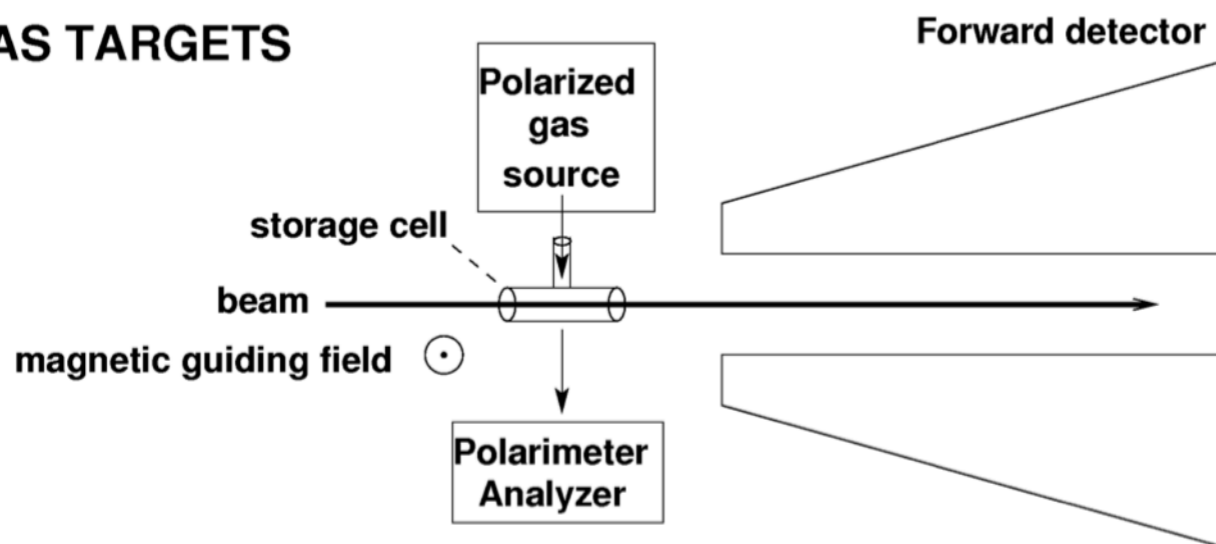 AS TARGETS
Forward detector
Polarized
gas
source
storage cell
beam
magnetic guiding field
Polarimeter
Analyzer